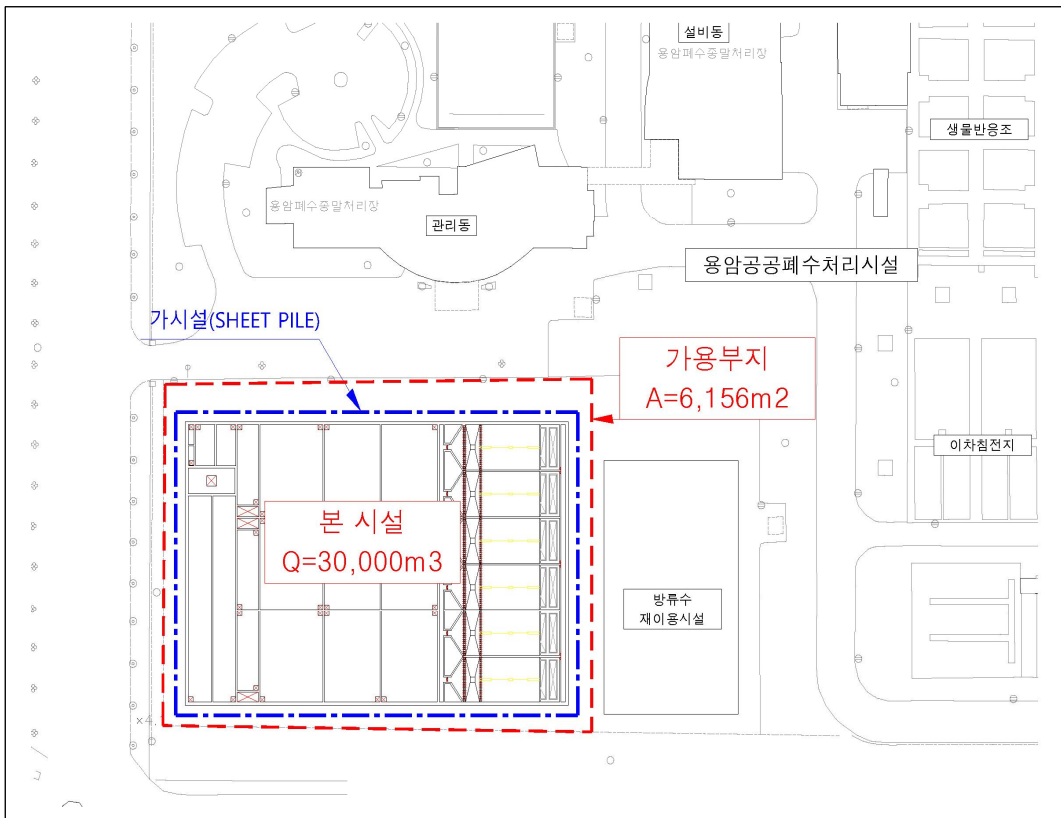 설비동
용암폐수종말처리장
생물반응조
용암폐수종말처리장
관리동
용암공공폐수처리시설
가시설(SHEET PILE)
가용부지
A=6,156m2
이차침전지
본 시설
Q=30,000m3
방류수
재이용시설
×4.